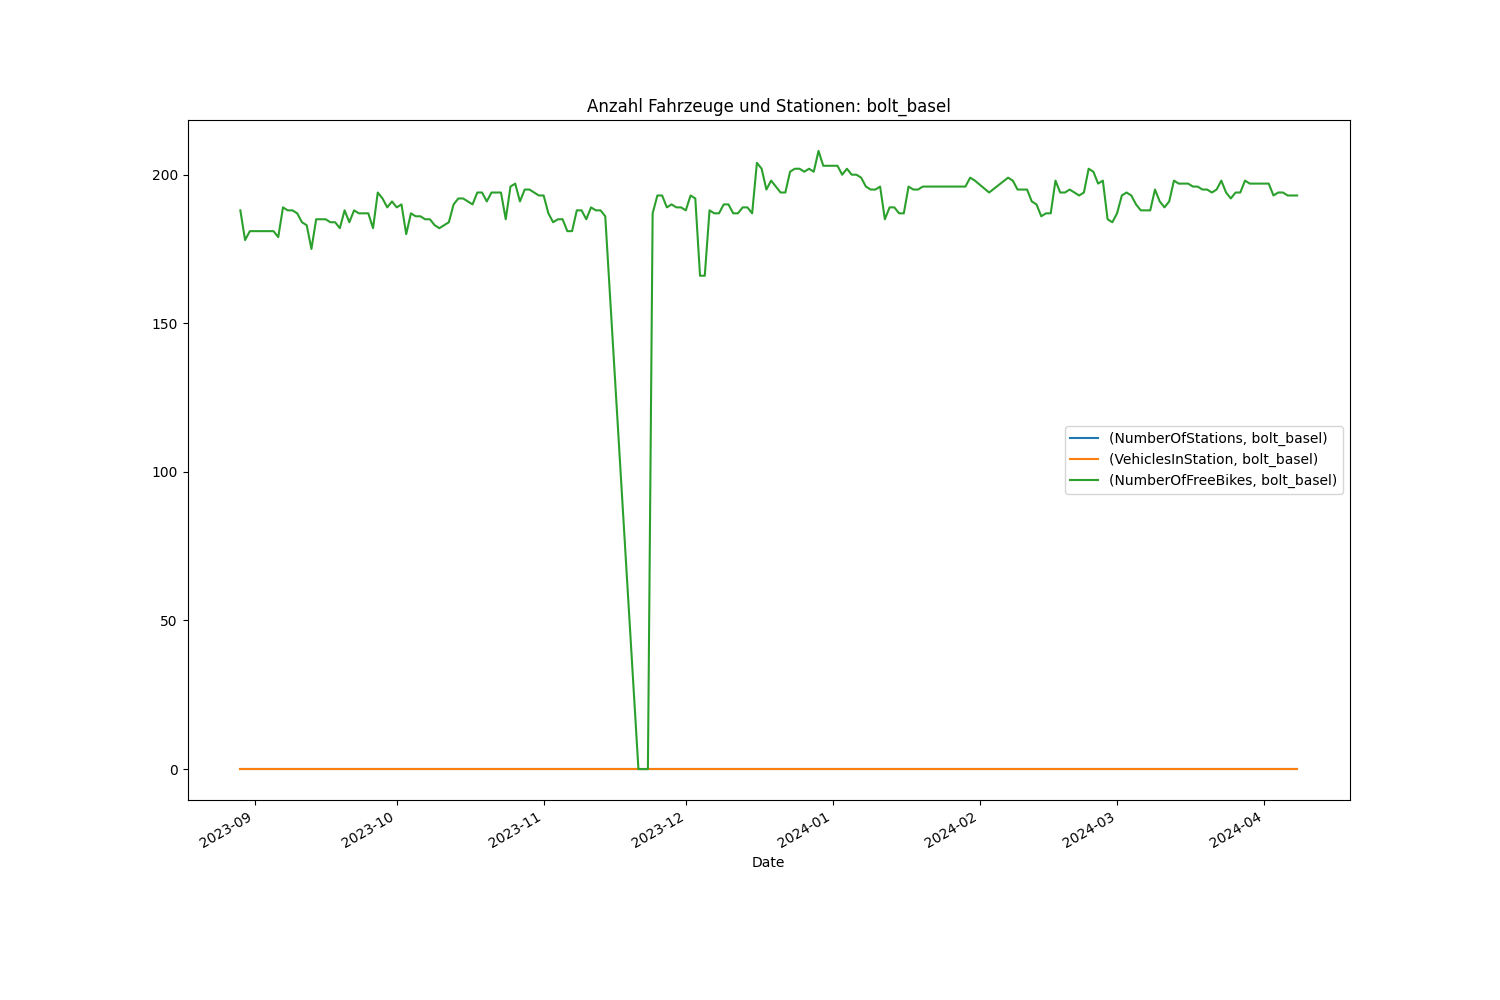 Anzahl Fahrzeuge und Stationen: bolt_basel
200
150
100
50
0
(NumberOfStations, bolt_basel)
(VehiclesInStation, bolt_basel)
(NumberOfFreeBikes, bolt_basel)
2023-09
2023-10
2023-11
2023-12
2024-01
2024-02
2024-03
2024-04
Date